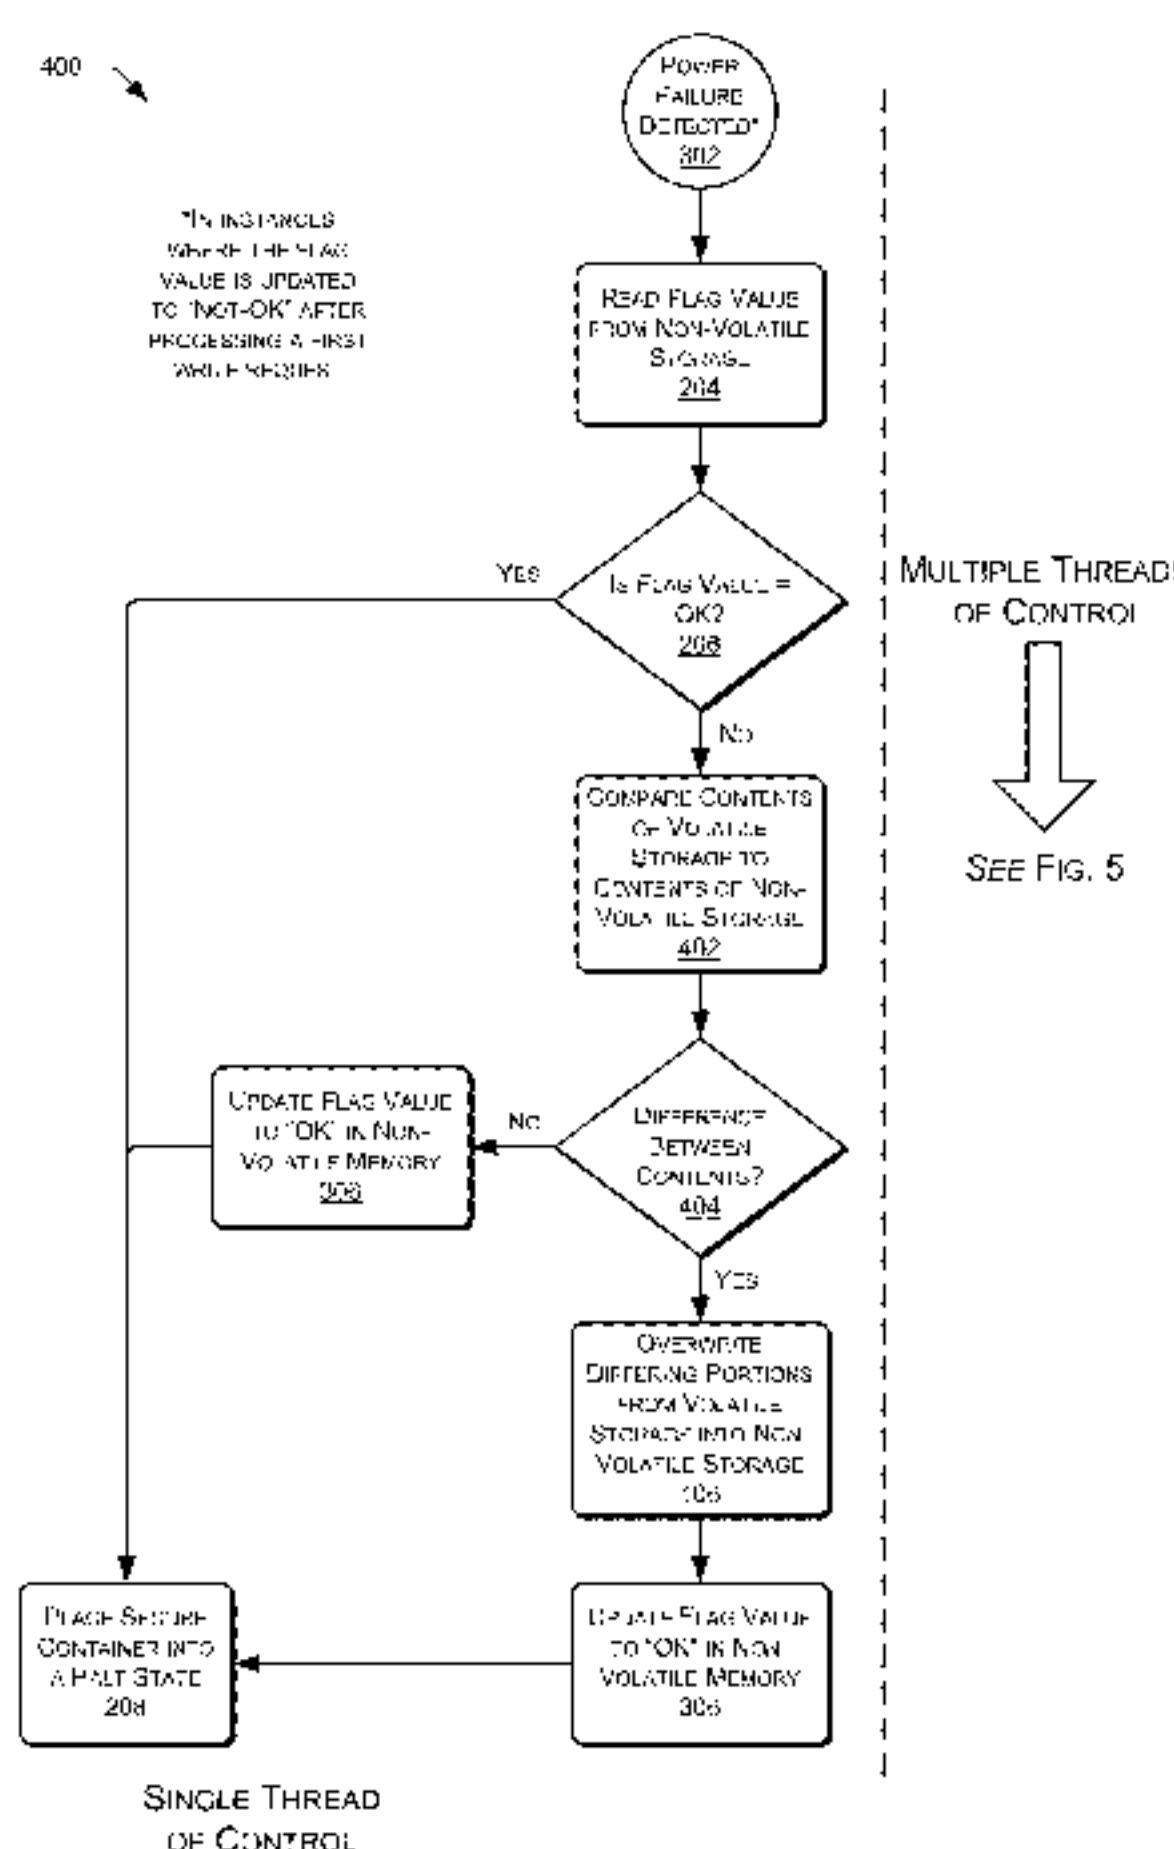 400
POWER
FAILURE
DETECTED*
302
*IN INSTANCES
WHERE THE FLAG
VALUE IS UPDATED
TO "NOT-OK" AFTER
PROCESSING A FIRST
WRITE REQUEST
READ FLAG VALUE
FROM NON-VOLATILE
STORAGE
204
YES
IS FLAG VALUE =
OK?
206
NO
MULTIPLE THREADS
OF CONTROL
SEE FIG. 5
COMPARE CONTENTS
OF VOLATILE
STORAGE TO
CONTENTS OF NON-
VOLATILE STORAGE
402
UPDATE FLAG VALUE
TO "OK" IN NON-
VOLATILE MEMORY
306
NO
DIFFERENCE
BETWEEN
CONTENTS?
404
YES
OVERWRITE
DIFFERING PORTIONS
FROM VOLATILE
STORAGE INTO NON-
VOLATILE STORAGE
406
PLACE SECURE
CONTAINER INTO
A HALT STATE
208
UPDATE FLAG VALUE
TO "OK" IN NON-
VOLATILE MEMORY
306
SINGLE THREAD
OF CONTROL